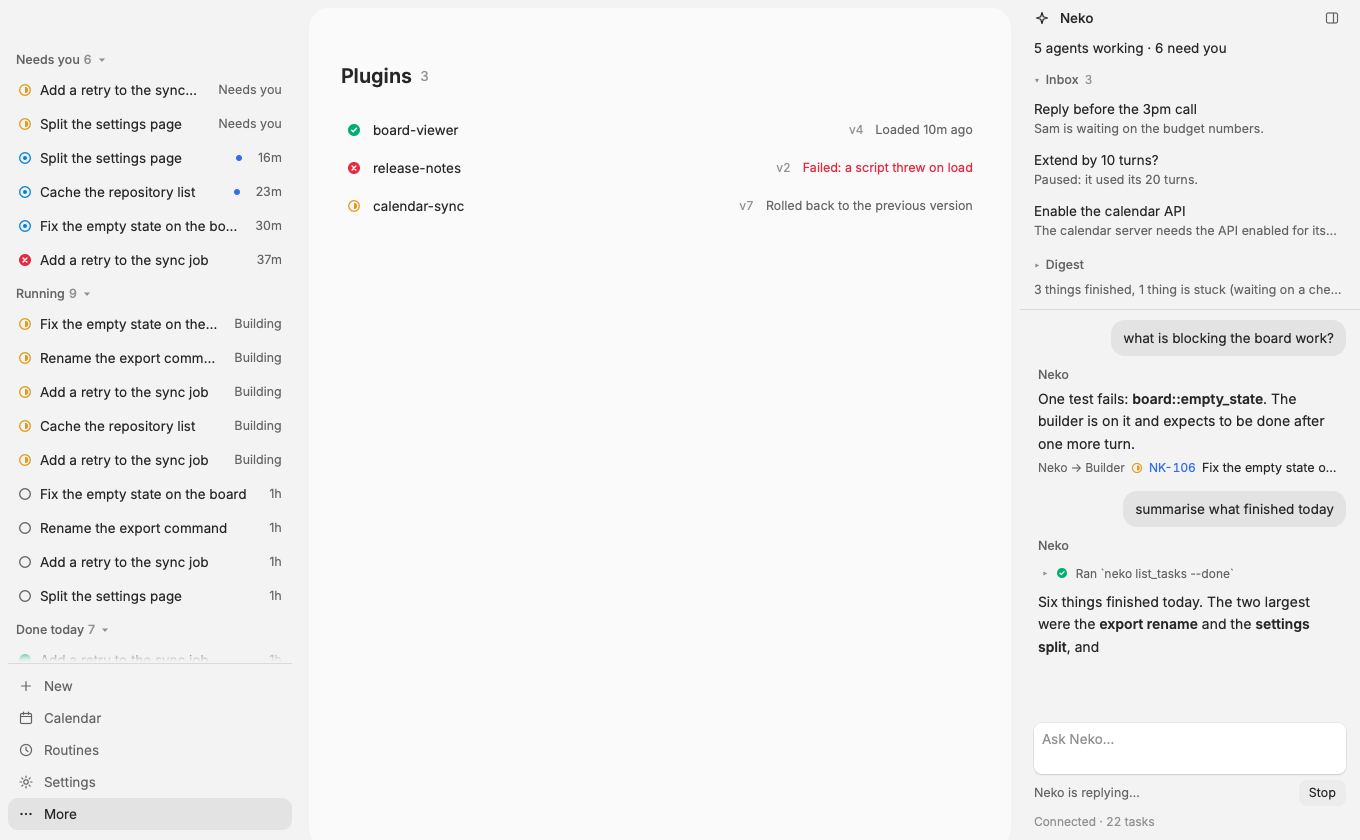 Needs you 6
Add a retry to the sync... Needs you
Split the settings page Needs you
Split the settings page 16m
Cache the repository list 23m
Fix the empty state on the bo... 30m
Add a retry to the sync job 37m
Running 9
Fix the empty state on the... Building
Rename the export comm... Building
Add a retry to the sync job Building
Cache the repository list Building
Add a retry to the sync job Building
Fix the empty state on the board 1h
Rename the export command 1h
Add a retry to the sync job 1h
Split the settings page 1h
Done today 7
Add a retry to the sync job 1h
New
Calendar
Routines
Settings
More
Plugins 3
board-viewer v4 Loaded 10m ago
release-notes v2 Failed: a script threw on load
calendar-sync v7 Rolled back to the previous version
Neko
5 agents working · 6 need you
Inbox 3
Reply before the 3pm call
Sam is waiting on the budget numbers.
Extend by 10 turns?
Paused: it used its 20 turns.
Enable the calendar API
The calendar server needs the API enabled for its...
Digest
3 things finished, 1 thing is stuck (waiting on a che...
what is blocking the board work?
Neko
One test fails: board::empty_state. The
builder is on it and expects to be done after
one more turn.
Neko → Builder NK-106 Fix the empty state o...
summarise what finished today
Neko
Ran `neko list_tasks --done`
Six things finished today. The two largest
were the export rename and the settings
split, and
Ask Neko...
Neko is replying... Stop
Connected · 22 tasks